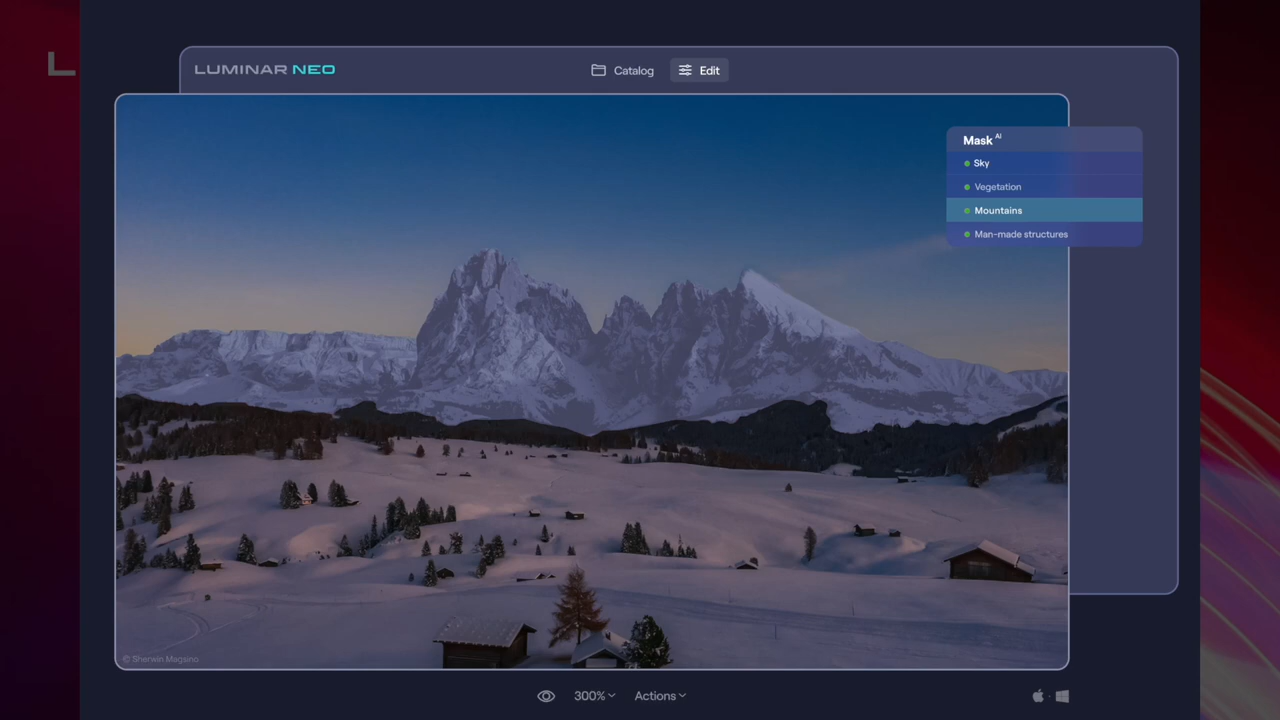 L
LUMINAR NEO
Catalog
Edit
Mask AI
Sky
Vegetation
Mountains
Man-made structures
© Sherwin Magsino
300%
Actions